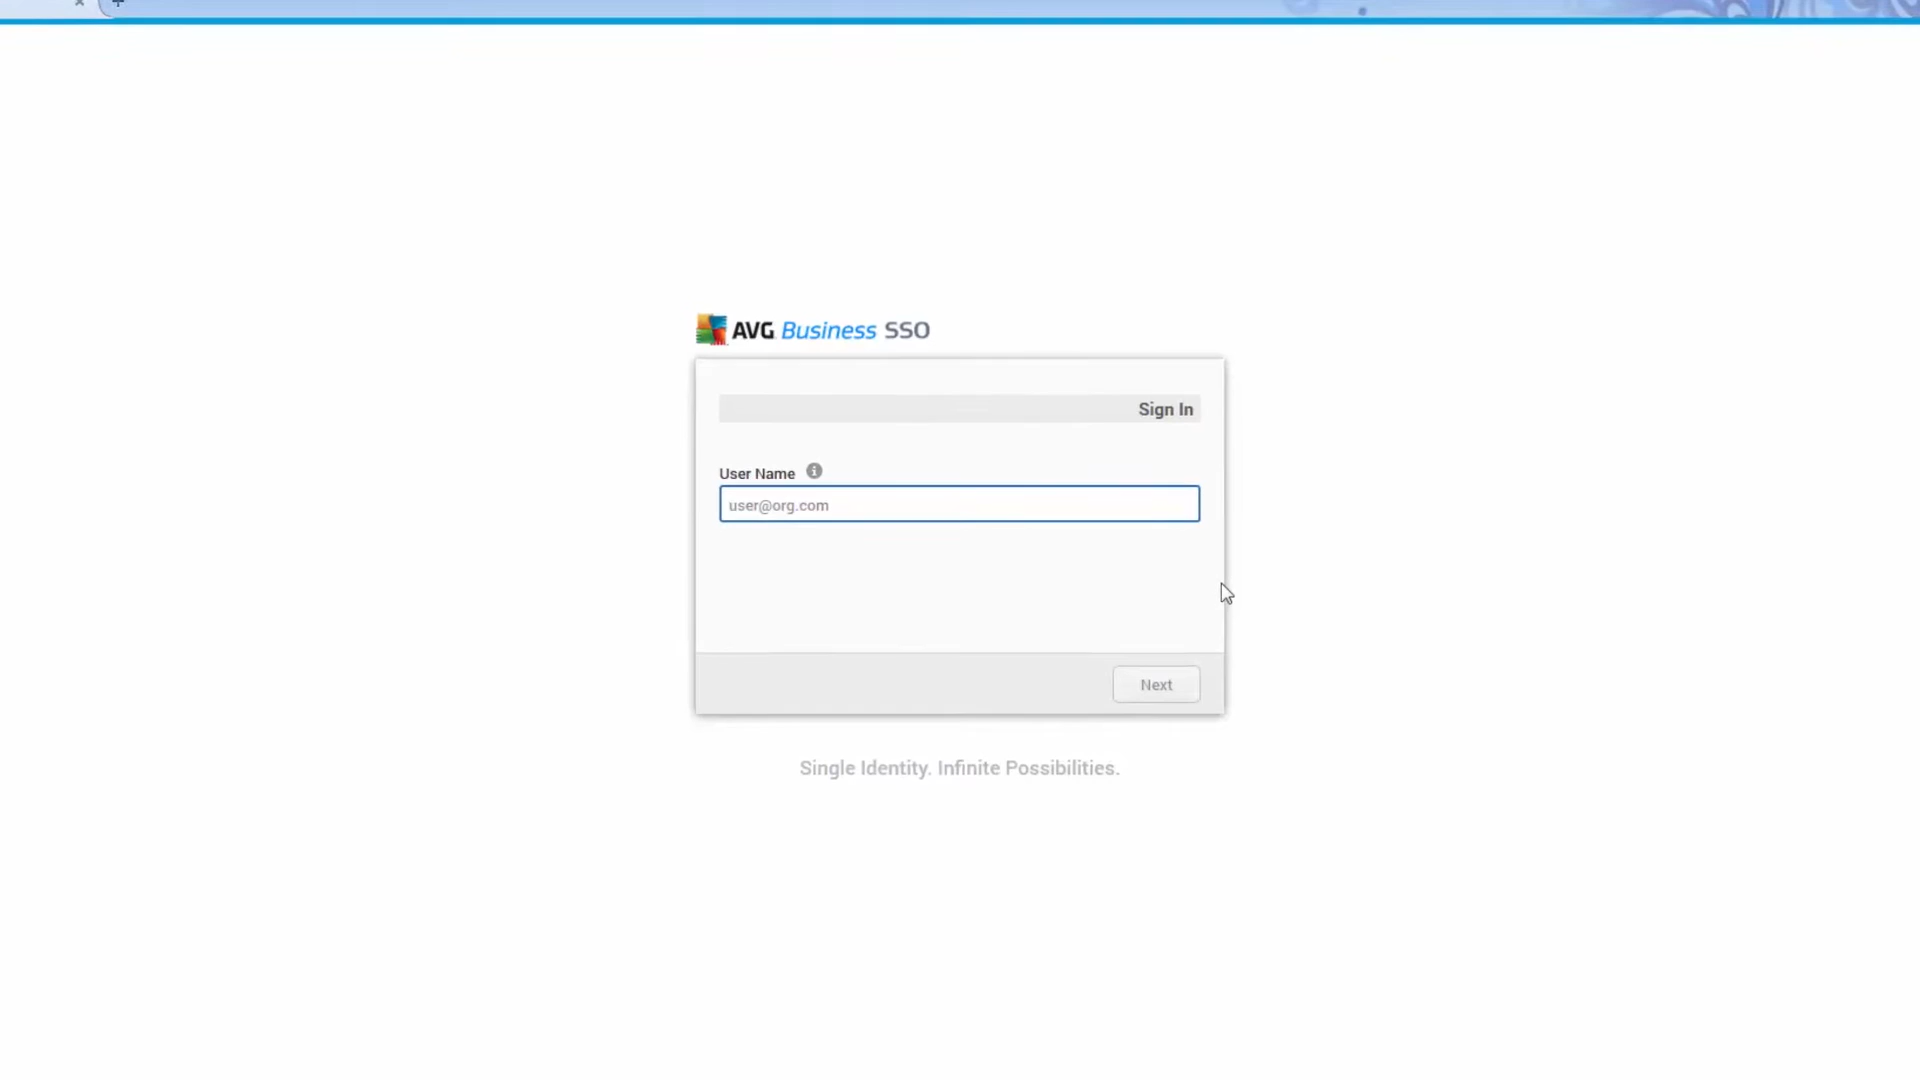 AVG Business SSO
Sign In
User Name
user@org.com
Next
Single Identity. Infinite Possibilities.